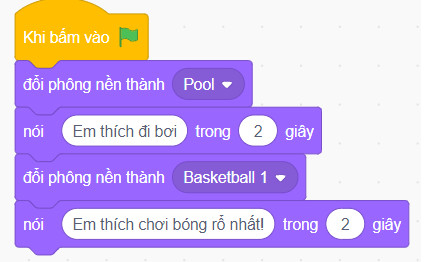 Khi bấm vào
đổi phông nền thành Pool
nói Em thích đi bơi trong 2 giây
đổi phông nền thành Basketball 1
nói Em thích chơi bóng rổ nhất! trong 2 giây